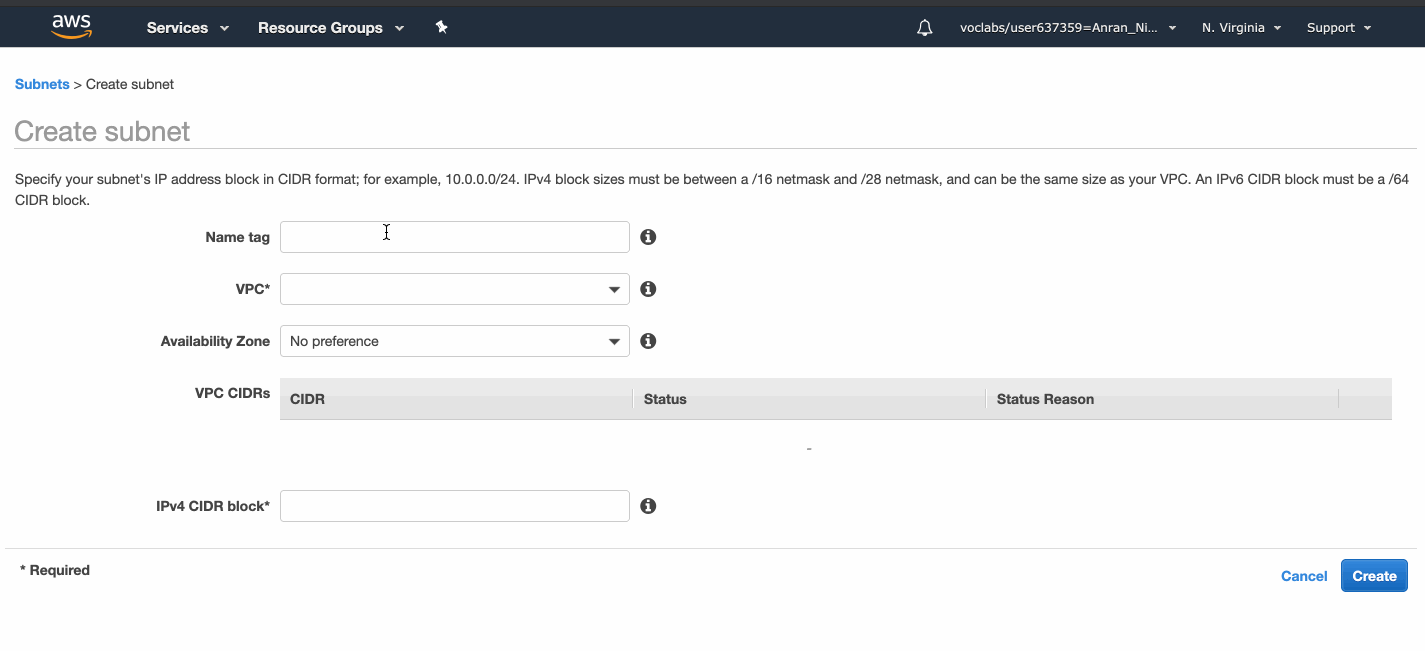 aws Services Resource Groups voclabs/user637359=Anran_Ni... N. Virginia Support
Subnets > Create subnet
Create subnet
Specify your subnet's IP address block in CIDR format; for example, 10.0.0.0/24. IPv4 block sizes must be between a /16 netmask and /28 netmask, and can be the same size as your VPC. An IPv6 CIDR block must be a /64
CIDR block.
Name tag
VPC*
Availability Zone No preference
VPC CIDRs CIDR Status Status Reason
-
IPv4 CIDR block*
* Required
Cancel Create